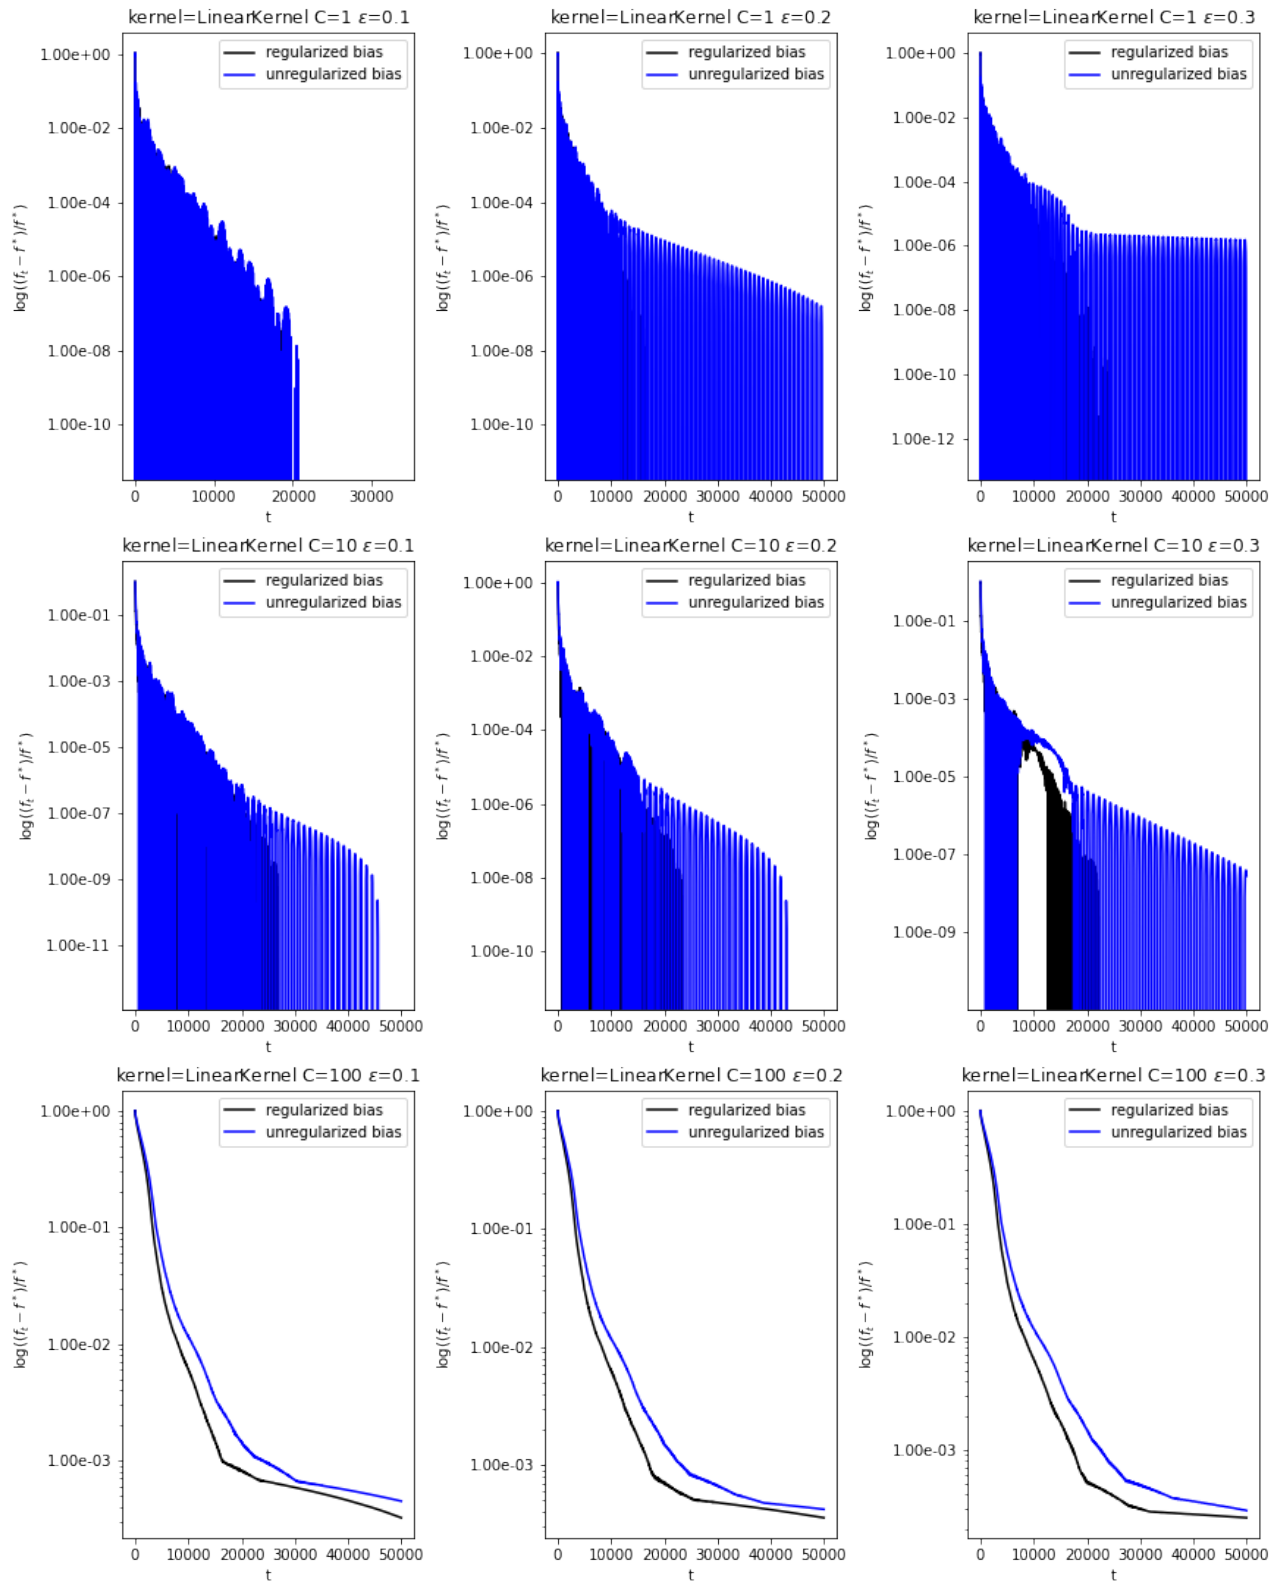 kernel=LinearKernel C=1 ε=0.1
regularized bias
unregularized bias
1.00e+00
1.00e-02
1.00e-04
1.00e-06
1.00e-08
1.00e-10
log((f_t − f*)/f*)
0 10000 20000 30000
t
kernel=LinearKernel C=1 ε=0.2
regularized bias
unregularized bias
1.00e+00
1.00e-02
1.00e-04
1.00e-06
1.00e-08
1.00e-10
log((f_t − f*)/f*)
0 10000 20000 30000 40000 50000
t
kernel=LinearKernel C=1 ε=0.3
regularized bias
unregularized bias
1.00e+00
1.00e-02
1.00e-04
1.00e-06
1.00e-08
1.00e-10
1.00e-12
log((f_t − f*)/f*)
0 10000 20000 30000 40000 50000
t
kernel=LinearKernel C=10 ε=0.1
regularized bias
unregularized bias
1.00e-01
1.00e-03
1.00e-05
1.00e-07
1.00e-09
1.00e-11
log((f_t − f*)/f*)
0 10000 20000 30000 40000 50000
t
kernel=LinearKernel C=10 ε=0.2
regularized bias
unregularized bias
1.00e+00
1.00e-02
1.00e-04
1.00e-06
1.00e-08
1.00e-10
log((f_t − f*)/f*)
0 10000 20000 30000 40000 50000
t
kernel=LinearKernel C=10 ε=0.3
regularized bias
unregularized bias
1.00e-01
1.00e-03
1.00e-05
1.00e-07
1.00e-09
log((f_t − f*)/f*)
0 10000 20000 30000 40000 50000
t
kernel=LinearKernel C=100 ε=0.1
regularized bias
unregularized bias
1.00e+00
1.00e-01
1.00e-02
1.00e-03
log((f_t − f*)/f*)
0 10000 20000 30000 40000 50000
t
kernel=LinearKernel C=100 ε=0.2
regularized bias
unregularized bias
1.00e+00
1.00e-01
1.00e-02
1.00e-03
log((f_t − f*)/f*)
0 10000 20000 30000 40000 50000
t
kernel=LinearKernel C=100 ε=0.3
regularized bias
unregularized bias
1.00e+00
1.00e-01
1.00e-02
1.00e-03
log((f_t − f*)/f*)
0 10000 20000 30000 40000 50000
t